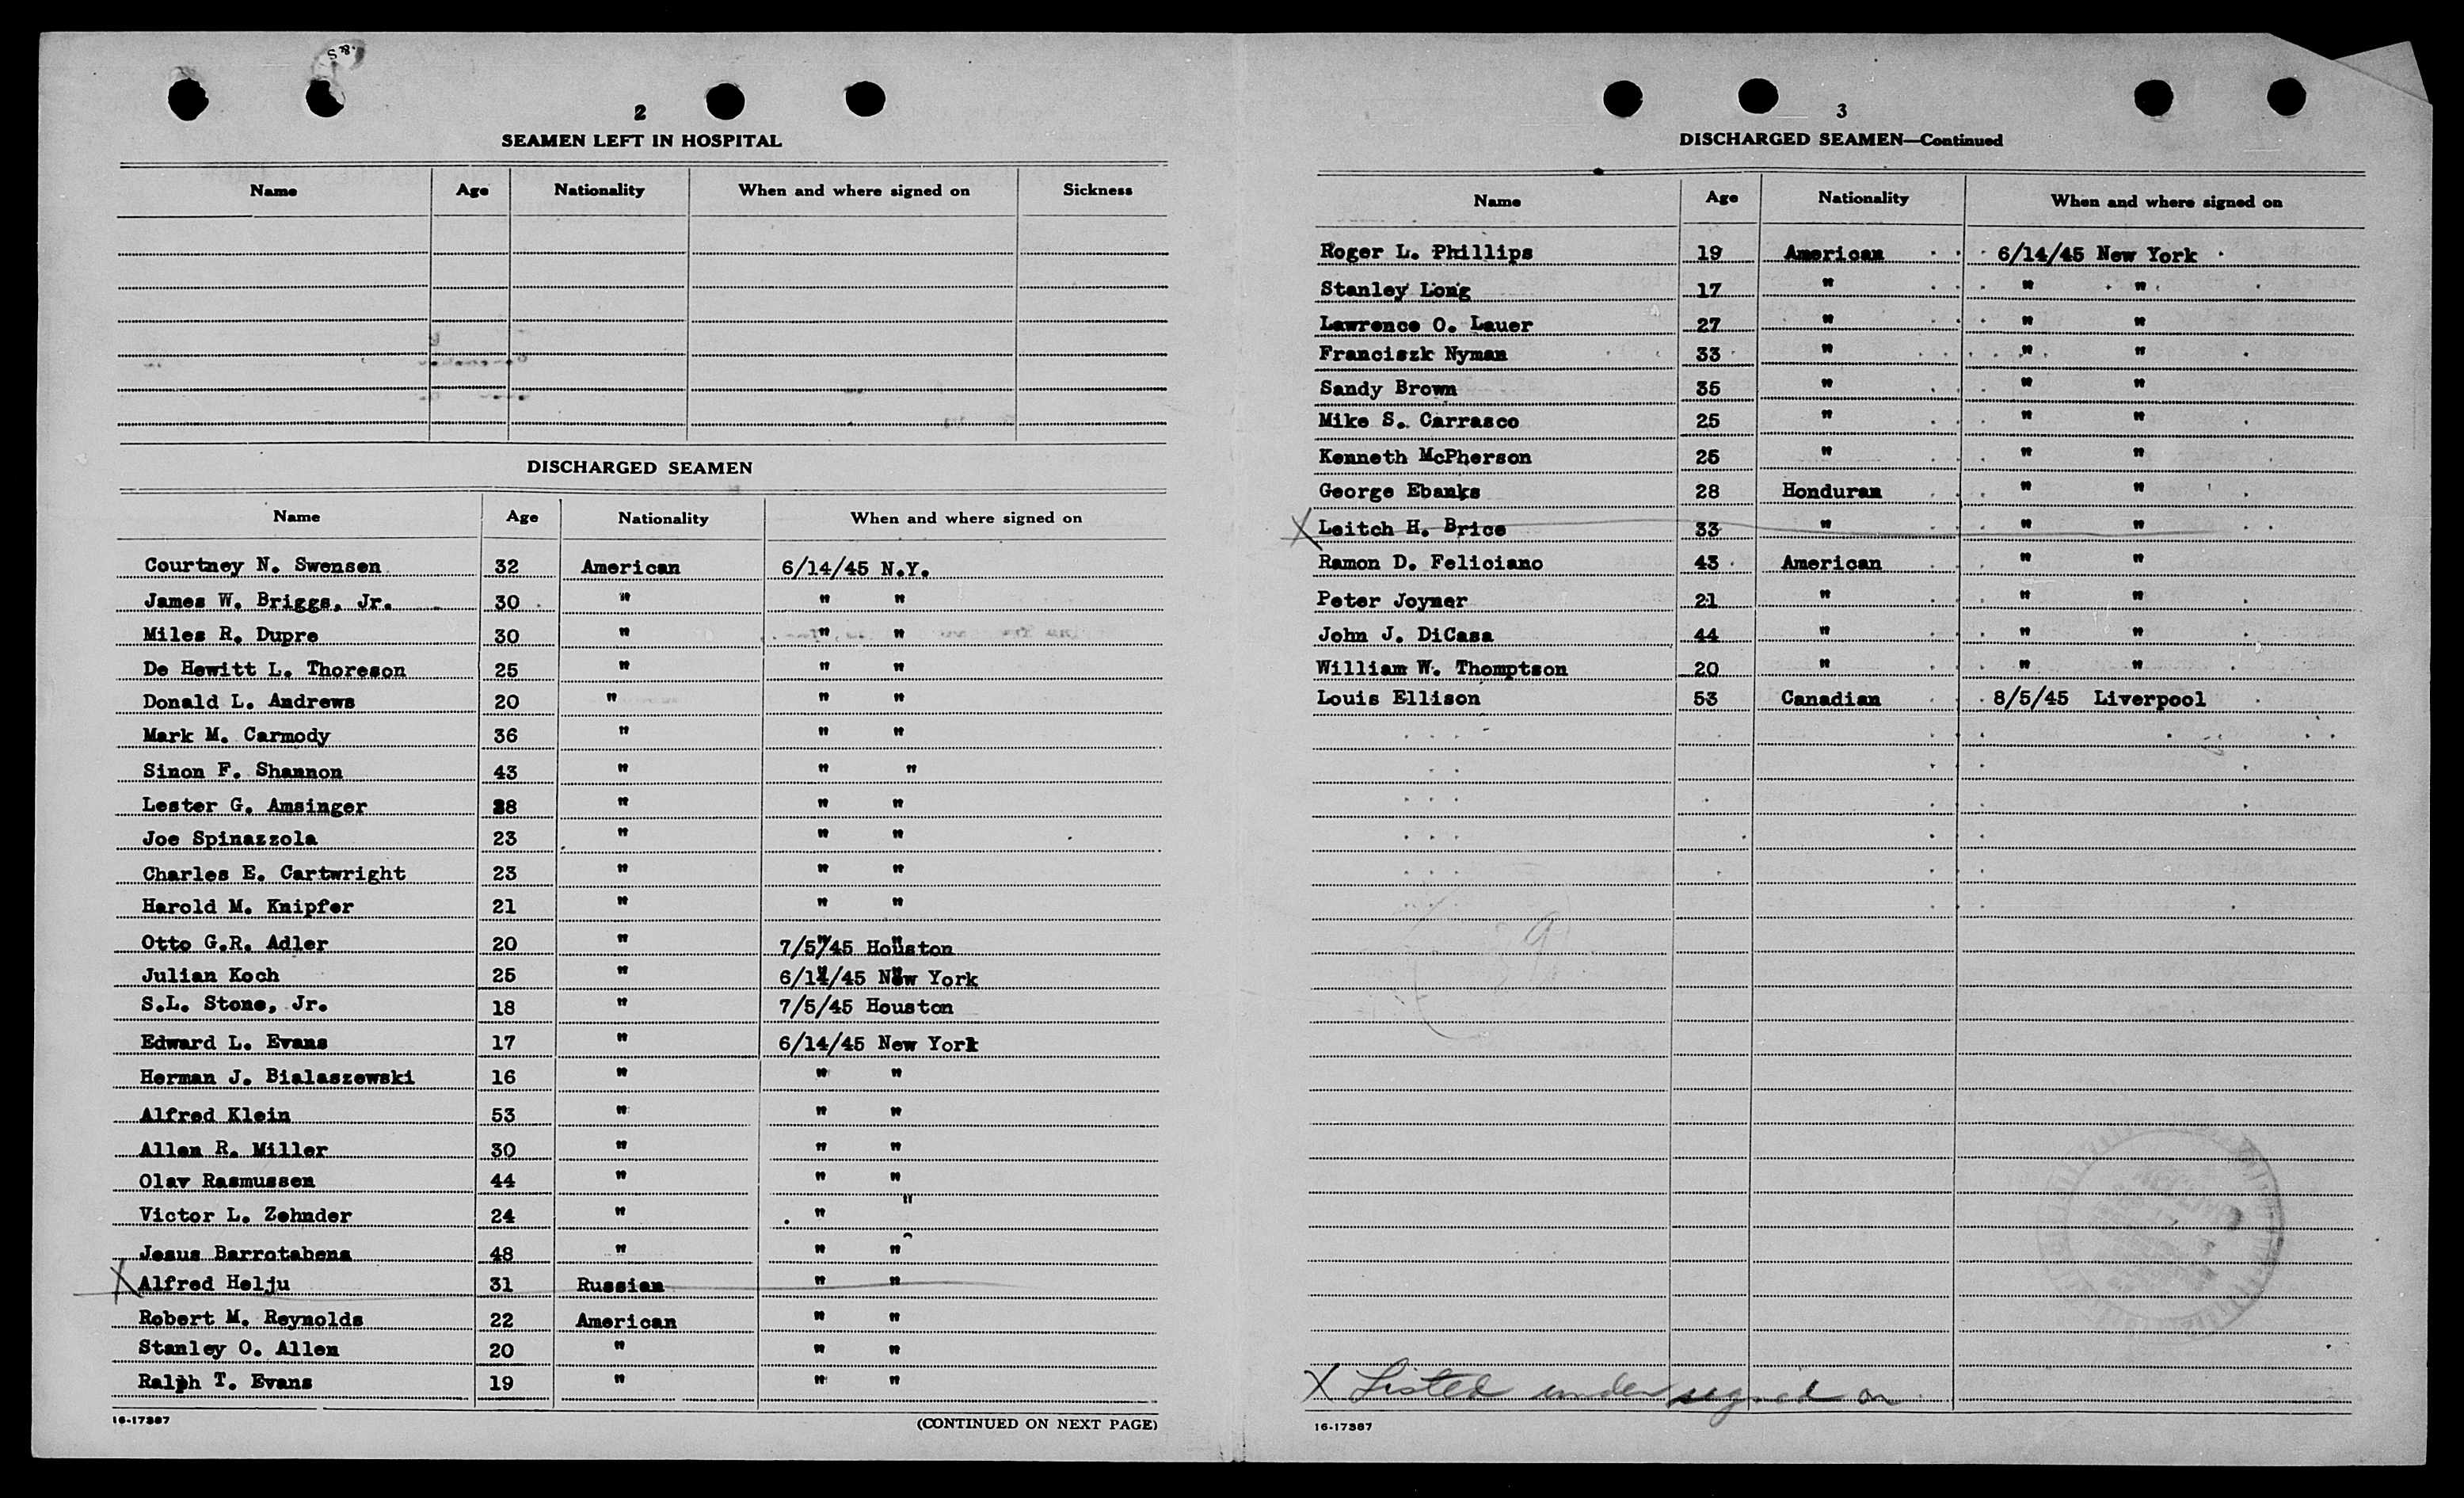 2
SEAMEN LEFT IN HOSPITAL
Name Age Nationality When and where signed on Sickness
DISCHARGED SEAMEN
Name Age Nationality When and where signed on
Courtney N. Swensen 32 American 6/14/45 N.Y.
James W. Briggs, Jr. 30 " " "
Miles R. Dupre 30 " " "
De Hewitt L. Thoreson 25 " " "
Donald L. Andrews 20 " " "
Mark M. Carmody 36 " " "
Sinon F. Shannon 43 " " "
Lester G. Amsinger 38 " " "
Joe Spinazzola 23 " " "
Charles E. Cartwright 23 " " "
Harold M. Knipfer 21 " " "
Otto G.R. Adler 20 " 7/5/45 Houston
Julian Koch 25 " 6/14/45 New York
S.L. Stone, Jr. 18 " 7/5/45 Houston
Edward L. Evans 17 " 6/14/45 New York
Herman J. Bialaszewski 16 " " "
Alfred Klein 53 " " "
Allen R. Miller 30 " " "
Olav Rasmussen 44 " " "
Victor L. Zehnder 24 " " "
Jesus Barrotabena 48 " " "
X Alfred Helju 31 Russian " "
Robert M. Reynolds 22 American " "
Stanley O. Allen 20 " " "
Ralph T. Evans 19 " " "
16-17387 (CONTINUED ON NEXT PAGE)
3
DISCHARGED SEAMEN—Continued
Name Age Nationality When and where signed on
Roger L. Phillips 19 American 6/14/45 New York
Stanley Long 17 " " "
Lawrence O. Lauer 27 " " "
Franciszk Nyman 33 " " "
Sandy Brown 35 " " "
Mike S. Carrasco 25 " " "
Kenneth McPherson 25 " " "
George Ebanks 28 Honduran " "
X Leitch H. Brice 33 " " "
Ramon D. Feliciano 43 American " "
Peter Joyner 21 " " "
John J. DiCasa 44 " " "
William W. Thomptson 20 " " "
Louis Ellison 53 Canadian 8/5/45 Liverpool
39
X Listed under signed on
16-17387